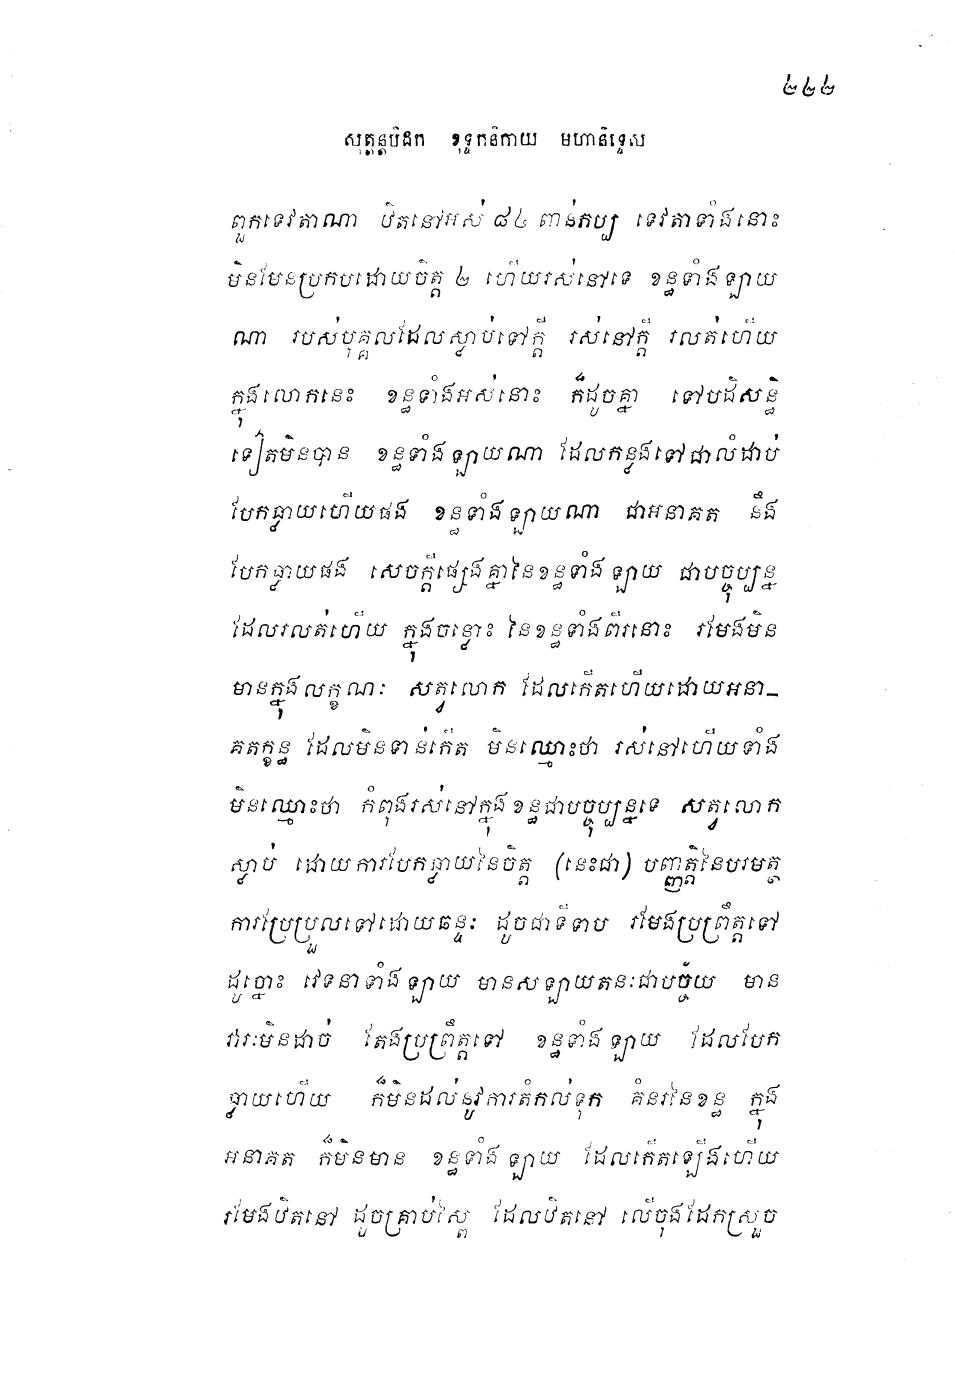 ២២២
សុត្តន្តបិដក ខុទ្ទកនិកាយ មហានិទ្ទេស
ពួកទេវតាណា ឋិតនៅអស់ ៨៤ ពាន់កប្ប ទេវតាទាំងនោះ
មិនមែនប្រកបដោយចិត្ត ២ ហើយរស់នៅទេ ខន្ធទាំងឡាយ
ណា របស់បុគ្គលដែលស្លាប់ទៅក្តី រស់នៅក្តី រលត់ហើយ
ក្នុងលោកនេះ ខន្ធទាំងអស់នោះ ក៏ដូចគ្នា ទៅបដិសន្ធិ
ទៀតមិនបាន ខន្ធទាំងឡាយណា ដែលកន្លងទៅជាលំដាប់
បែកធ្លាយហើយផង ខន្ធទាំងឡាយណា ជាអនាគត នឹង
បែកធ្លាយផង សេចក្តីផ្សេងគ្នានៃខន្ធទាំងឡាយ ជាបច្ចុប្បន្ន
ដែលរលត់ហើយ ក្នុងចន្លោះ នៃខន្ធទាំងពីរនោះ រមែងមិន
មានក្នុងលក្ខណៈ សត្វលោក ដែលកើតហើយដោយអនា-
គតក្ខន្ធ ដែលមិនទាន់កើត មិនឈ្មោះថា រស់នៅហើយទាំង
មិនឈ្មោះថា កំពុងរស់នៅក្នុងខន្ធជាបច្ចុប្បន្នទេ សត្វលោក
ស្លាប់ ដោយការបែកធ្លាយនៃចិត្ត (នេះជា) បញ្ញត្តិនៃបរមត្ថ
ការប្រែប្រួលទៅដោយឆន្ទៈ ដូចជាទីទាប រមែងប្រព្រឹត្តទៅ
ដូច្នោះ វេទនាទាំងឡាយ មានសឡាយតនៈជាបច្ច័យ មាន
វារៈមិនដាច់ តែងប្រព្រឹត្តទៅ ខន្ធទាំងឡាយ ដែលបែក
ធ្លាយហើយ ក៏មិនដល់នូវការតំកល់ទុក គំនរនៃខន្ធ ក្នុង
អនាគត ក៏មិនមាន ខន្ធទាំងឡាយ ដែលកើតឡើងហើយ
រមែងឋិតនៅ ដូចគ្រាប់ស្ពៃ ដែលឋិតនៅ លើចុងដែកស្រួច